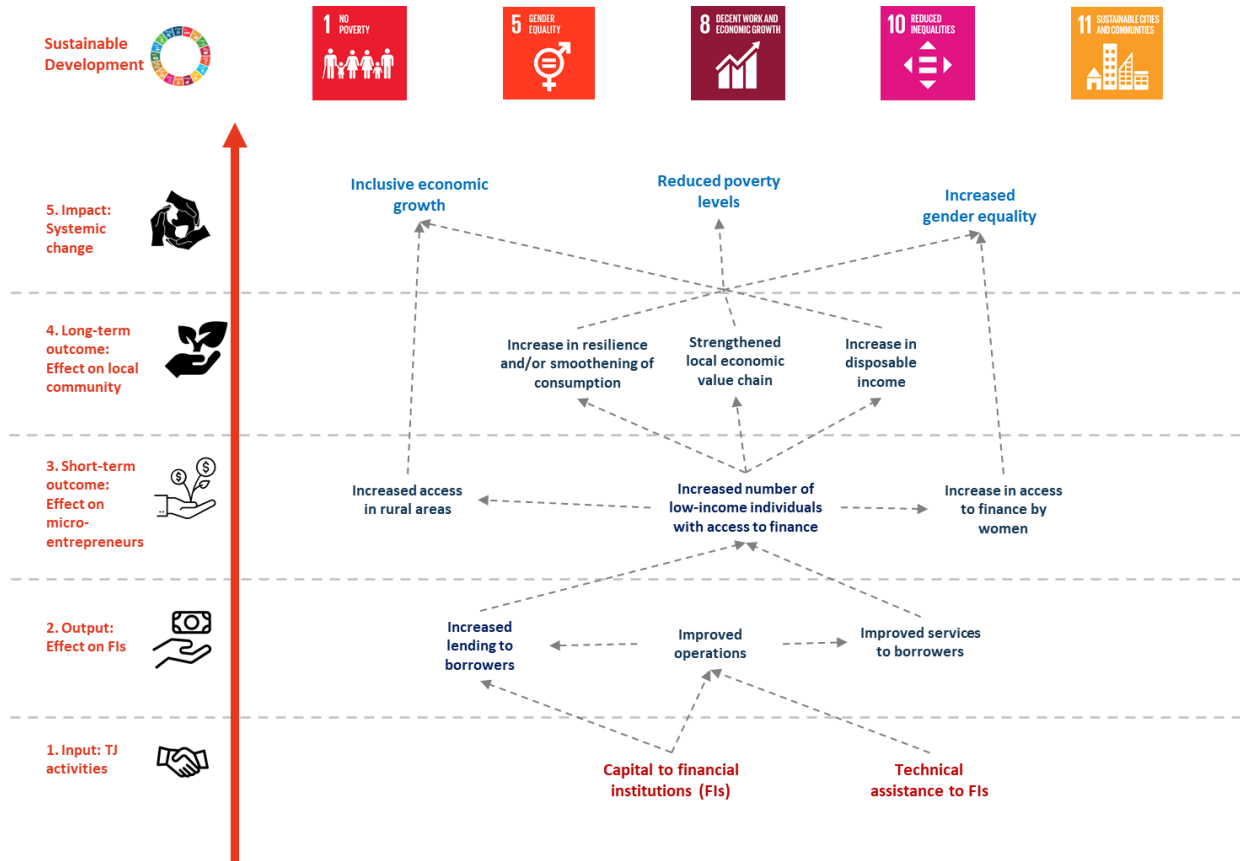 Sustainable
Development
1 NO
POVERTY
5 GENDER
EQUALITY
8 DECENT WORK AND
ECONOMIC GROWTH
10 REDUCED
INEQUALITIES
11 SUSTAINABLE CITIES
AND COMMUNITIES
5. Impact:
Systemic
change
Inclusive economic
growth
Reduced poverty
levels
Increased
gender equality
4. Long-term
outcome:
Effect on local
community
Increase in resilience
and/or smoothening of
consumption
Strengthened
local economic
value chain
Increase in
disposable
income
3. Short-term
outcome:
Effect on
micro-
entrepreneurs
$
$
Increased access
in rural areas
Increased number of
low-income individuals
with access to finance
Increase in access
to finance by
women
2. Output:
Effect on FIs
Increased
lending to
borrowers
Improved
operations
Improved services
to borrowers
1. Input: TJ
activities
Capital to financial
institutions (FIs)
Technical
assistance to FIs